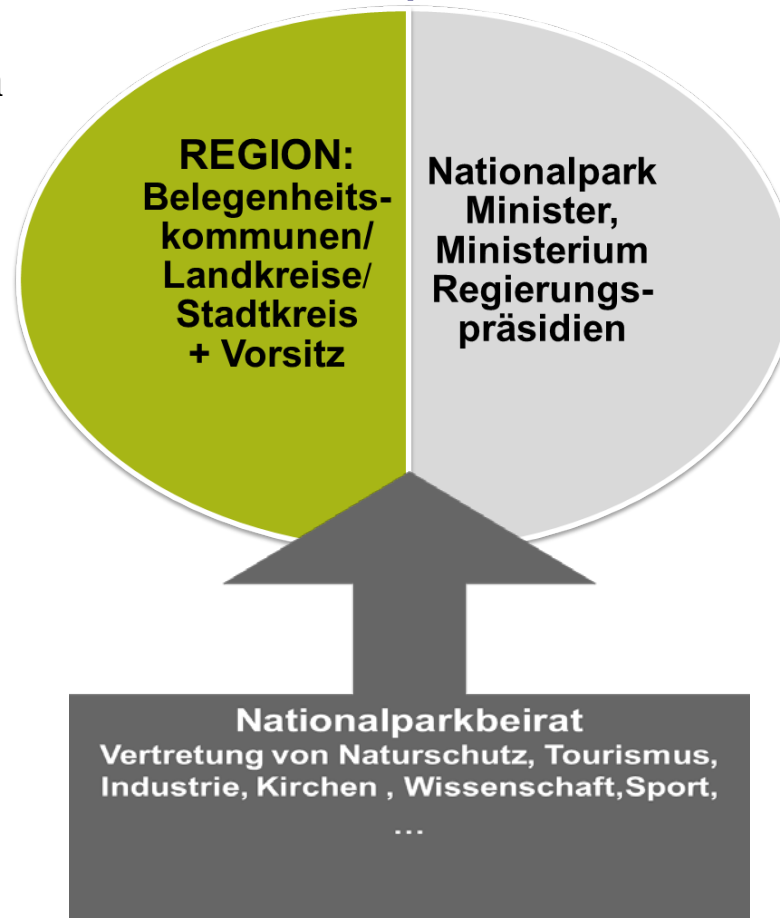 REGION:
Belegenheits-
kommunen/
Landkreise/
Stadtkreis
+ Vorsitz
Nationalpark
Minister,
Ministerium
Regierungs-
präsidien
Nationalparkbeirat
Vertretung von Naturschutz, Tourismus,
Industrie, Kirchen , Wissenschaft,Sport,
...